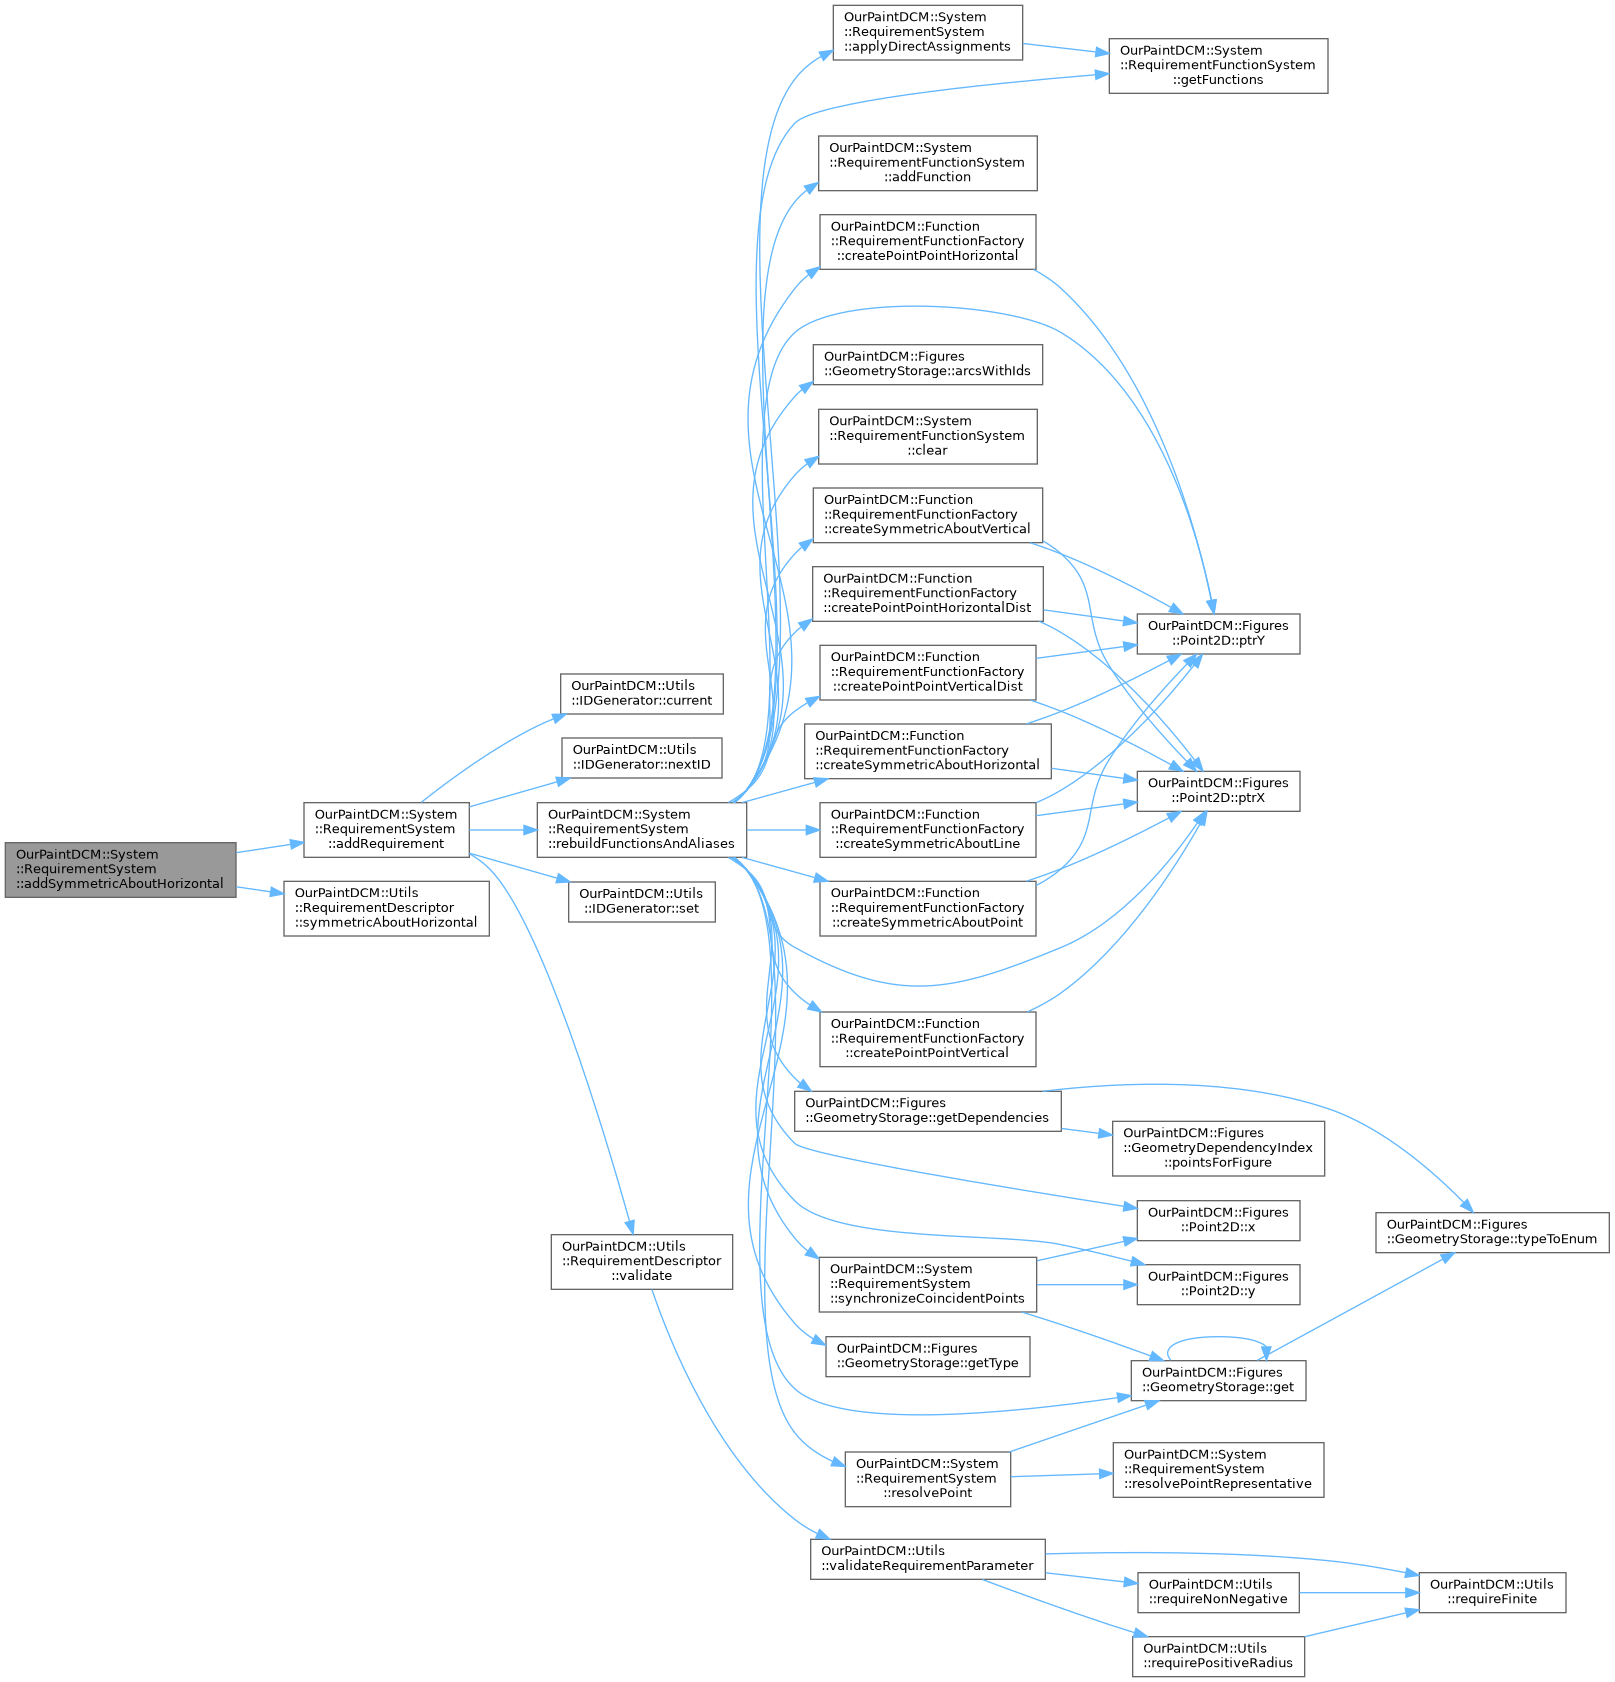 OurPaintDCM::System
::RequirementSystem
::addSymmetricAboutHorizontal
OurPaintDCM::System
::RequirementSystem
::addRequirement
OurPaintDCM::Utils
::RequirementDescriptor
::symmetricAboutHorizontal
OurPaintDCM::Utils
::IDGenerator::current
OurPaintDCM::Utils
::IDGenerator::nextID
OurPaintDCM::System
::RequirementSystem
::rebuildFunctionsAndAliases
OurPaintDCM::Utils
::IDGenerator::set
OurPaintDCM::Utils
::RequirementDescriptor
::validate
OurPaintDCM::System
::RequirementSystem
::applyDirectAssignments
OurPaintDCM::System
::RequirementFunctionSystem
::getFunctions
OurPaintDCM::System
::RequirementFunctionSystem
::addFunction
OurPaintDCM::Function
::RequirementFunctionFactory
::createPointPointHorizontal
OurPaintDCM::Figures
::GeometryStorage::arcsWithIds
OurPaintDCM::System
::RequirementFunctionSystem
::clear
OurPaintDCM::Function
::RequirementFunctionFactory
::createSymmetricAboutVertical
OurPaintDCM::Function
::RequirementFunctionFactory
::createPointPointHorizontalDist
OurPaintDCM::Function
::RequirementFunctionFactory
::createPointPointVerticalDist
OurPaintDCM::Function
::RequirementFunctionFactory
::createSymmetricAboutHorizontal
OurPaintDCM::Function
::RequirementFunctionFactory
::createSymmetricAboutLine
OurPaintDCM::Function
::RequirementFunctionFactory
::createSymmetricAboutPoint
OurPaintDCM::Function
::RequirementFunctionFactory
::createPointPointVertical
OurPaintDCM::Figures
::Point2D::ptrY
OurPaintDCM::Figures
::Point2D::ptrX
OurPaintDCM::Figures
::GeometryStorage::getDependencies
OurPaintDCM::Figures
::GeometryDependencyIndex
::pointsForFigure
OurPaintDCM::Figures
::Point2D::x
OurPaintDCM::Figures
::GeometryStorage::typeToEnum
OurPaintDCM::System
::RequirementSystem
::synchronizeCoincidentPoints
OurPaintDCM::Figures
::Point2D::y
OurPaintDCM::Figures
::GeometryStorage::getType
OurPaintDCM::Figures
::GeometryStorage::get
OurPaintDCM::System
::RequirementSystem
::resolvePoint
OurPaintDCM::System
::RequirementSystem
::resolvePointRepresentative
OurPaintDCM::Utils
::validateRequirementParameter
OurPaintDCM::Utils
::requireNonNegative
OurPaintDCM::Utils
::requireFinite
OurPaintDCM::Utils
::requirePositiveRadius